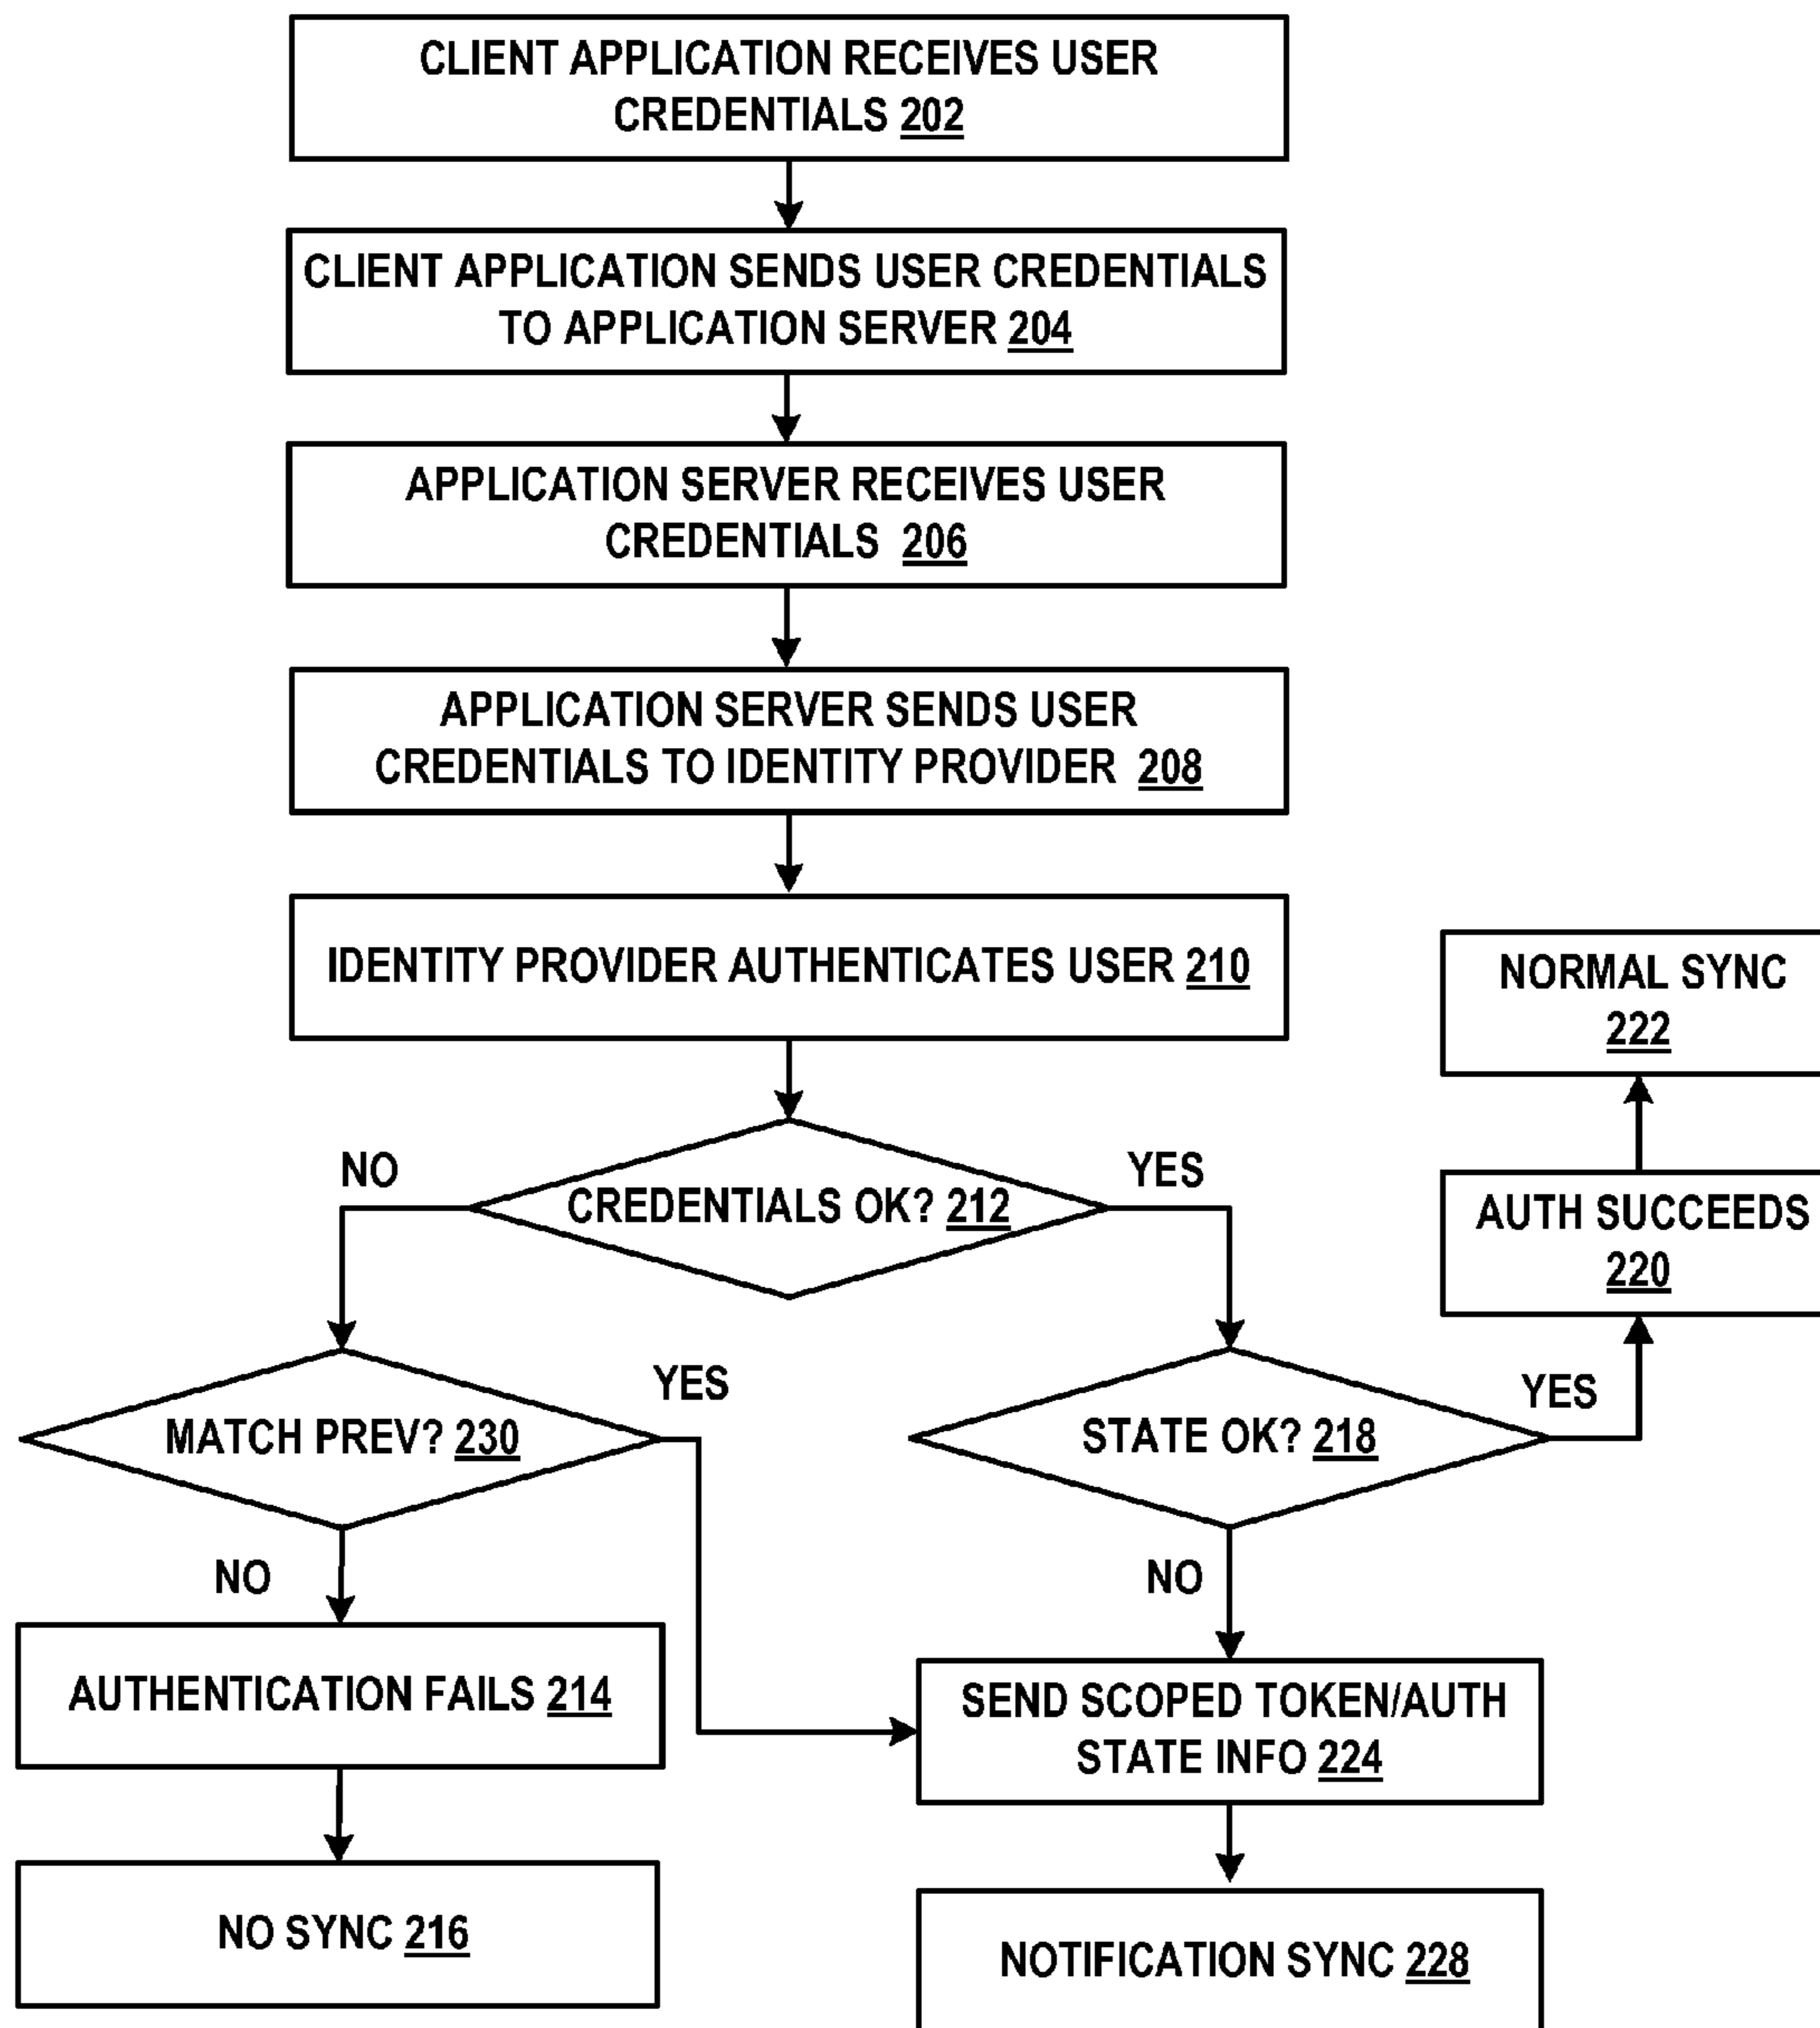 CLIENT APPLICATION RECEIVES USER
CREDENTIALS 202
CLIENT APPLICATION SENDS USER CREDENTIALS
TO APPLICATION SERVER 204
APPLICATION SERVER RECEIVES USER
CREDENTIALS 206
APPLICATION SERVER SENDS USER
CREDENTIALS TO IDENTITY PROVIDER 208
IDENTITY PROVIDER AUTHENTICATES USER 210
NORMAL SYNC
222
NO
YES
CREDENTIALS OK? 212
AUTH SUCCEEDS
220
YES
YES
MATCH PREV? 230
STATE OK? 218
NO
NO
AUTHENTICATION FAILS 214
SEND SCOPED TOKEN/AUTH
STATE INFO 224
NO SYNC 216
NOTIFICATION SYNC 228